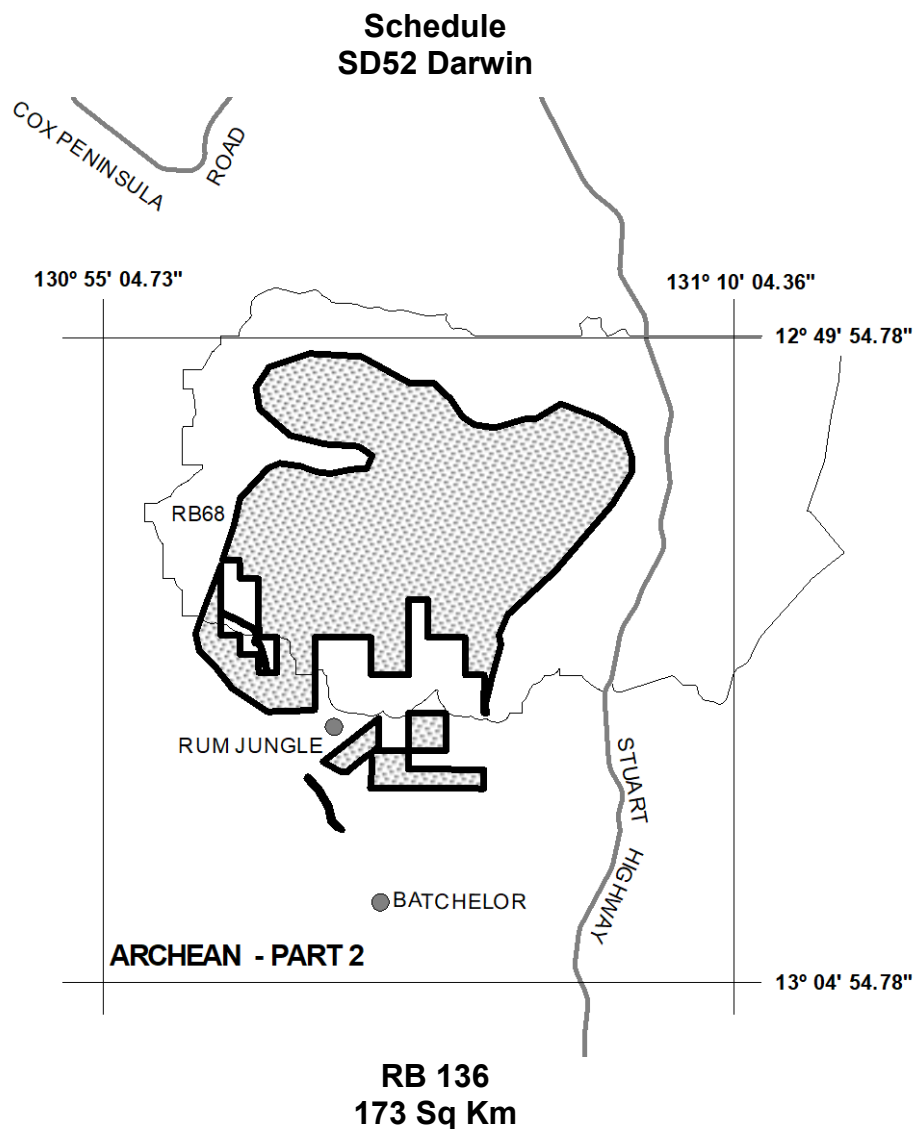 Schedule
SD52 Darwin
COX PENINSULA
ROAD
130º 55' 04.73"
131º 10' 04.36"
12º 49' 54.78"
RB68
RUM JUNGLE
STUART
HIGHWAY
BATCHELOR
ARCHEAN - PART 2
13º 04' 54.78"
RB 136
173 Sq Km